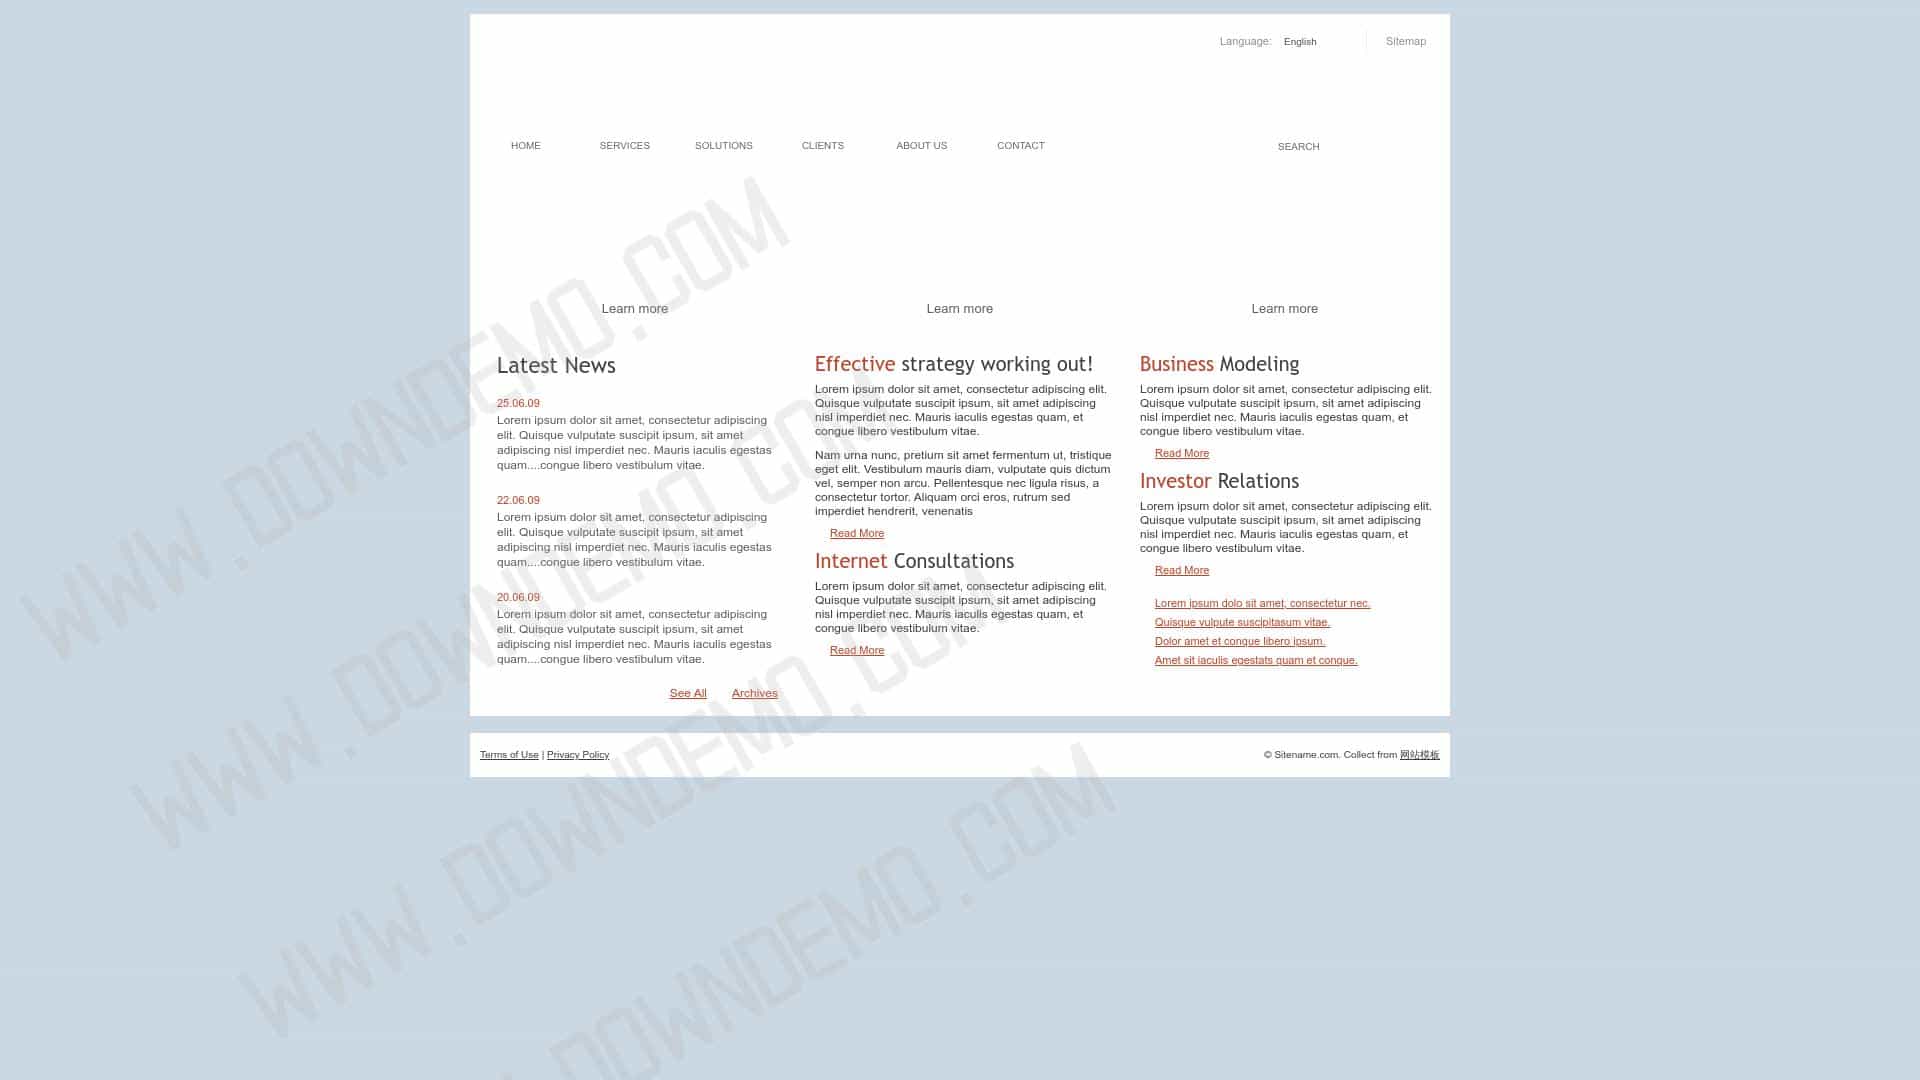 Language: English Sitemap
HOME SERVICES SOLUTIONS CLIENTS ABOUT US CONTACT SEARCH
Learn more Learn more Learn more
Latest News
25.06.09
Lorem ipsum dolor sit amet, consectetur adipiscing
elit. Quisque vulputate suscipit ipsum, sit amet
adipiscing nisl imperdiet nec. Mauris iaculis egestas
quam....congue libero vestibulum vitae.
22.06.09
Lorem ipsum dolor sit amet, consectetur adipiscing
elit. Quisque vulputate suscipit ipsum, sit amet
adipiscing nisl imperdiet nec. Mauris iaculis egestas
quam....congue libero vestibulum vitae.
20.06.09
Lorem ipsum dolor sit amet, consectetur adipiscing
elit. Quisque vulputate suscipit ipsum, sit amet
adipiscing nisl imperdiet nec. Mauris iaculis egestas
quam....congue libero vestibulum vitae.
See All Archives
Effective strategy working out!
Lorem ipsum dolor sit amet, consectetur adipiscing elit.
Quisque vulputate suscipit ipsum, sit amet adipiscing
nisl imperdiet nec. Mauris iaculis egestas quam, et
congue libero vestibulum vitae.
Nam urna nunc, pretium sit amet fermentum ut, tristique
eget elit. Vestibulum mauris diam, vulputate quis dictum
vel, semper non arcu. Pellentesque nec ligula risus, a
consectetur tortor. Aliquam orci eros, rutrum sed
imperdiet hendrerit, venenatis
Read More
Internet Consultations
Lorem ipsum dolor sit amet, consectetur adipiscing elit.
Quisque vulputate suscipit ipsum, sit amet adipiscing
nisl imperdiet nec. Mauris iaculis egestas quam, et
congue libero vestibulum vitae.
Read More
Business Modeling
Lorem ipsum dolor sit amet, consectetur adipiscing elit.
Quisque vulputate suscipit ipsum, sit amet adipiscing
nisl imperdiet nec. Mauris iaculis egestas quam, et
congue libero vestibulum vitae.
Read More
Investor Relations
Lorem ipsum dolor sit amet, consectetur adipiscing elit.
Quisque vulputate suscipit ipsum, sit amet adipiscing
nisl imperdiet nec. Mauris iaculis egestas quam, et
congue libero vestibulum vitae.
Read More
Lorem ipsum dolo sit amet, consectetur nec.
Quisque vulpute suscipitasum vitae.
Dolor amet et conque libero ipsum.
Amet sit iaculis egestats quam et conque.
Terms of Use | Privacy Policy
© Sitename.com. Collect from 网站模板
WWW.DOWNDEMO.COM
WWW.DOWNDEMO.COM
WWW.DOWNDEMO.COM
DOWNDEMO.COM